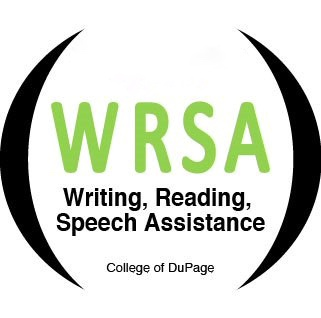 WRSA
Writing, Reading,
Speech Assistance
College of DuPage